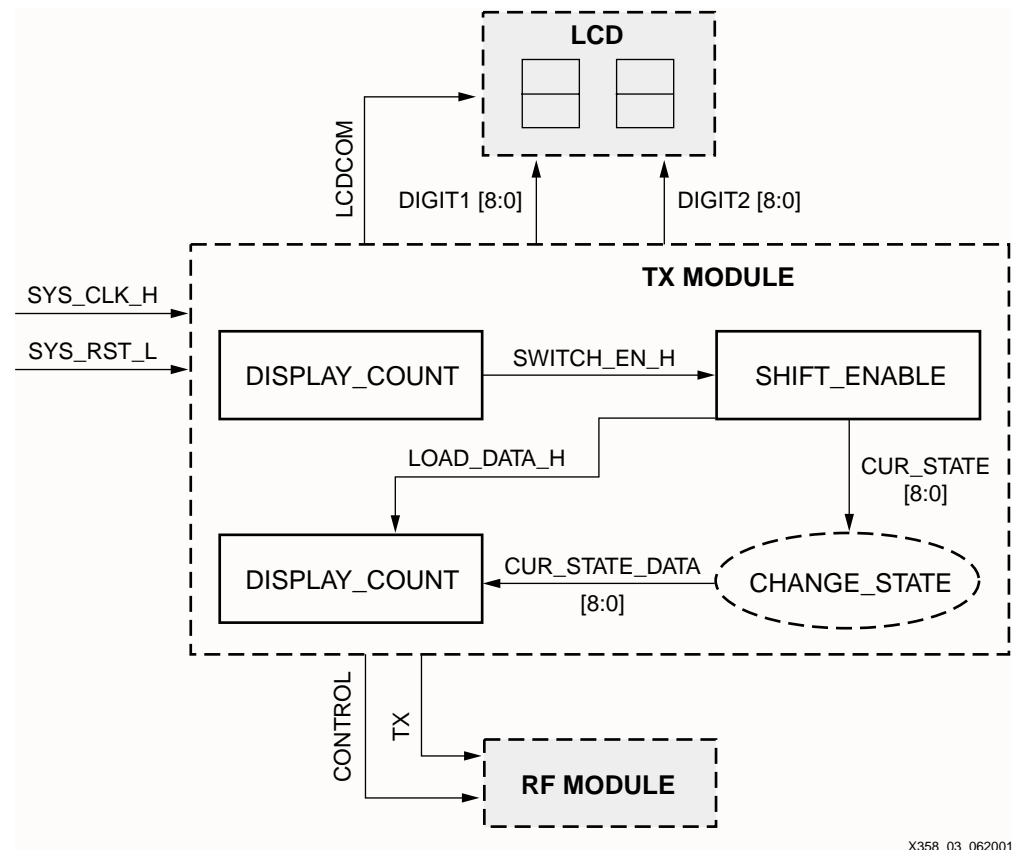 LCD
LCDCOM
DIGIT1 [8:0]
DIGIT2 [8:0]
TX MODULE
SYS_CLK_H
SYS_RST_L
DISPLAY_COUNT
SWITCH_EN_H
SHIFT_ENABLE
LOAD_DATA_H
CUR_STATE
[8:0]
DISPLAY_COUNT
CUR_STATE_DATA
[8:0]
CHANGE_STATE
CONTROL
TX
RF MODULE
X358_03_062001